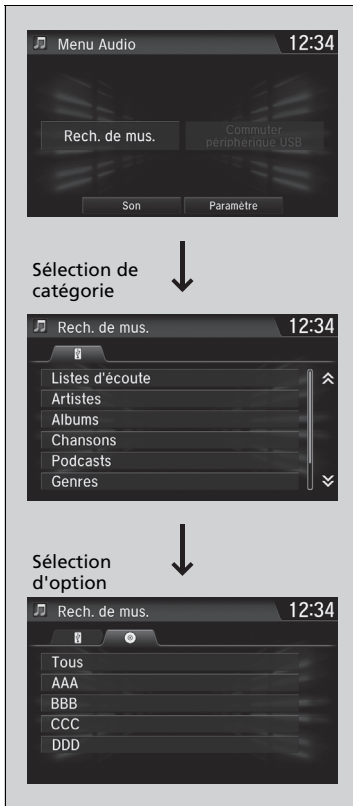 Menu Audio 12:34
Rech. de mus.
Commuter
périphérique USB
Son Paramètre
Sélection de
catégorie
Rech. de mus. 12:34
Listes d'écoute
Artistes
Albums
Chansons
Podcasts
Genres
Sélection
d'option
Rech. de mus. 12:34
Tous
AAA
BBB
CCC
DDD